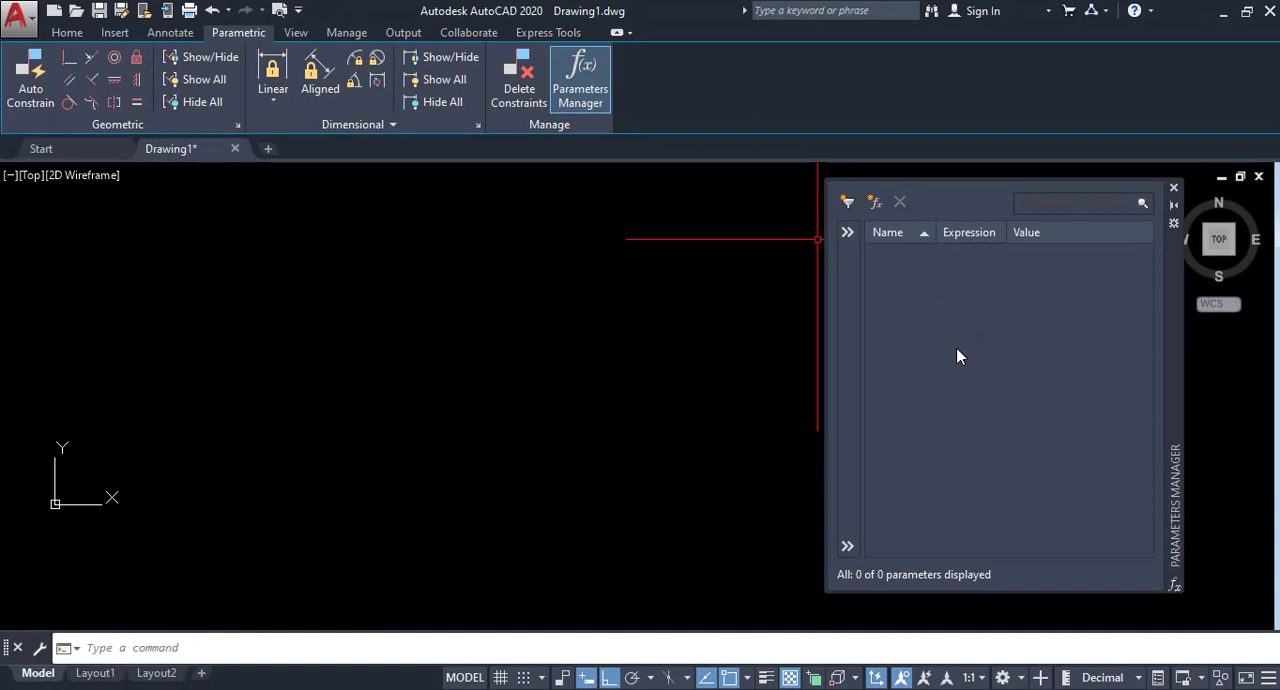 Autodesk AutoCAD 2020 Drawing1.dwg
Type a keyword or phrase
Sign In
Home Insert Annotate Parametric View Manage Output Collaborate Express Tools
Auto Constrain
Show/Hide
Show All
Hide All
Geometric
Linear
Aligned
Show/Hide
Show All
Hide All
Dimensional
Delete Constraints
f(x)
Parameters Manager
Manage
Start Drawing1*
[−][Top][2D Wireframe]
fx
Name Expression Value
All: 0 of 0 parameters displayed
PARAMETERS MANAGER
fx
N
W TOP E
S
WCS
Y
X
Type a command
Model Layout1 Layout2
MODEL
1:1
Decimal